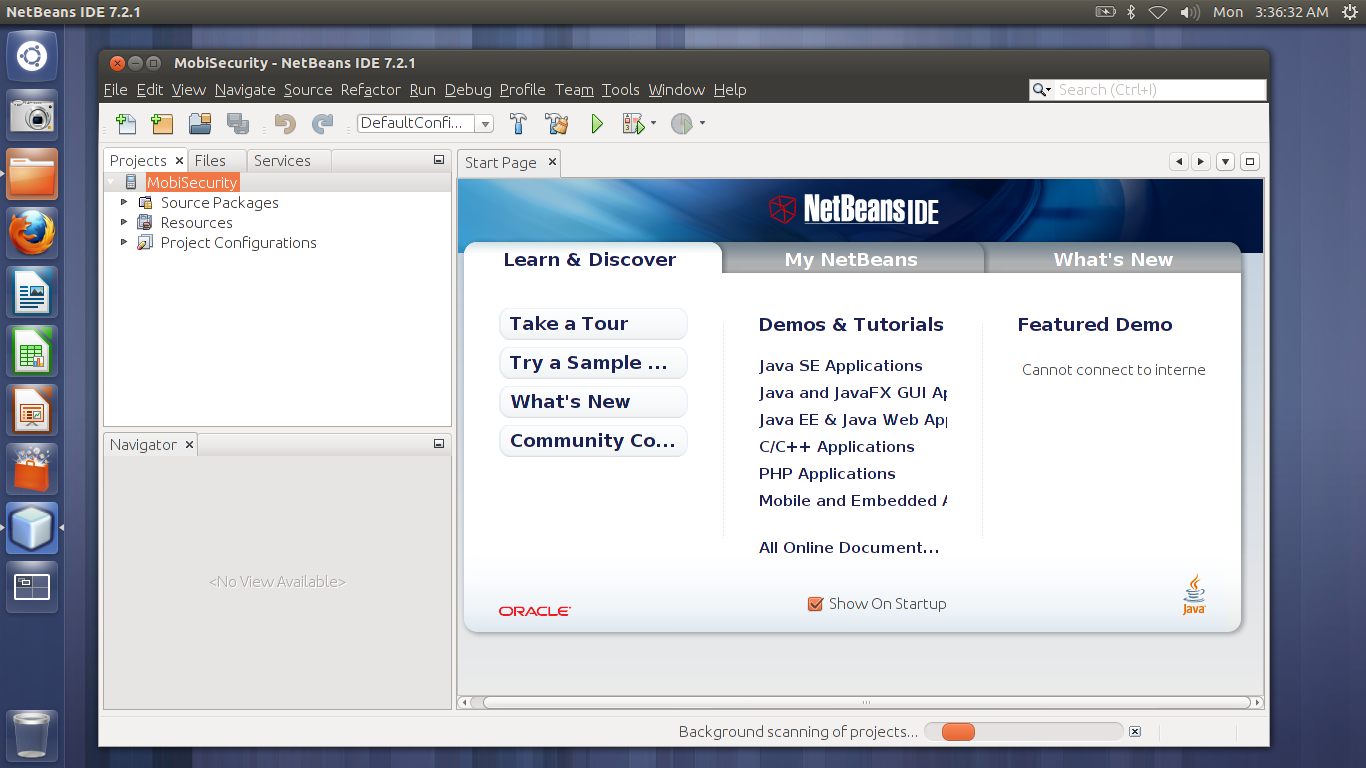 NetBeans IDE 7.2.1
Mon 3:36:32 AM
MobiSecurity - NetBeans IDE 7.2.1
File Edit View Navigate Source Refactor Run Debug Profile Team Tools Window Help
Search (Ctrl+I)
DefaultConfi...
Projects Files Services
MobiSecurity
Source Packages
Resources
Project Configurations
Navigator
<No View Available>
Start Page
NetBeans IDE
Learn & Discover
My NetBeans
What's New
Take a Tour
Try a Sample ...
What's New
Community Co...
Demos & Tutorials
Java SE Applications
Java and JavaFX GUI Ap
Java EE & Java Web App
C/C++ Applications
PHP Applications
Mobile and Embedded A
All Online Document...
Featured Demo
Cannot connect to interne
ORACLE
Show On Startup
Java
Background scanning of projects...